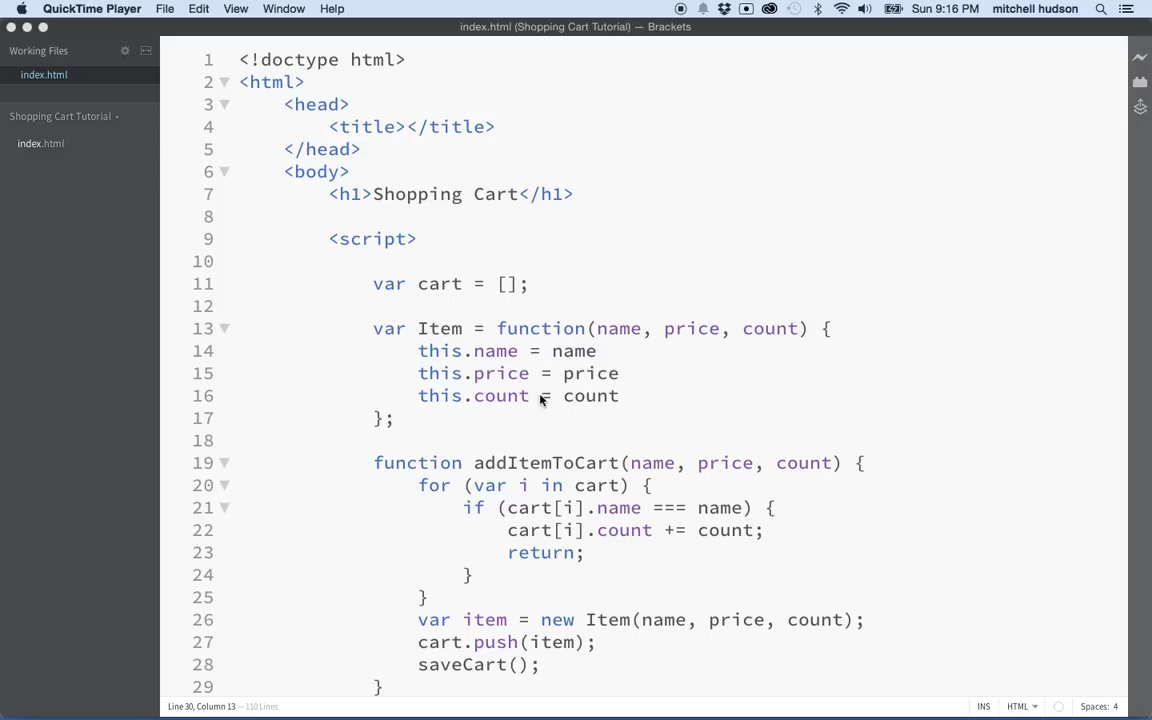 QuickTime Player File Edit View Window Help Sun 9:16 PM mitchell hudson
index.html (Shopping Cart Tutorial) — Brackets
Working Files
index.html
Shopping Cart Tutorial
index.html
1 <!doctype html>
2 <html>
3 <head>
4 <title></title>
5 </head>
6 <body>
7 <h1>Shopping Cart</h1>
8
9 <script>
10
11 var cart = [];
12
13 var Item = function(name, price, count) {
14 this.name = name
15 this.price = price
16 this.count = count
17 };
18
19 function addItemToCart(name, price, count) {
20 for (var i in cart) {
21 if (cart[i].name === name) {
22 cart[i].count += count;
23 return;
24 }
25 }
26 var item = new Item(name, price, count);
27 cart.push(item);
28 saveCart();
29 }
Line 30, Column 13 — 110 Lines INS HTML Spaces: 4